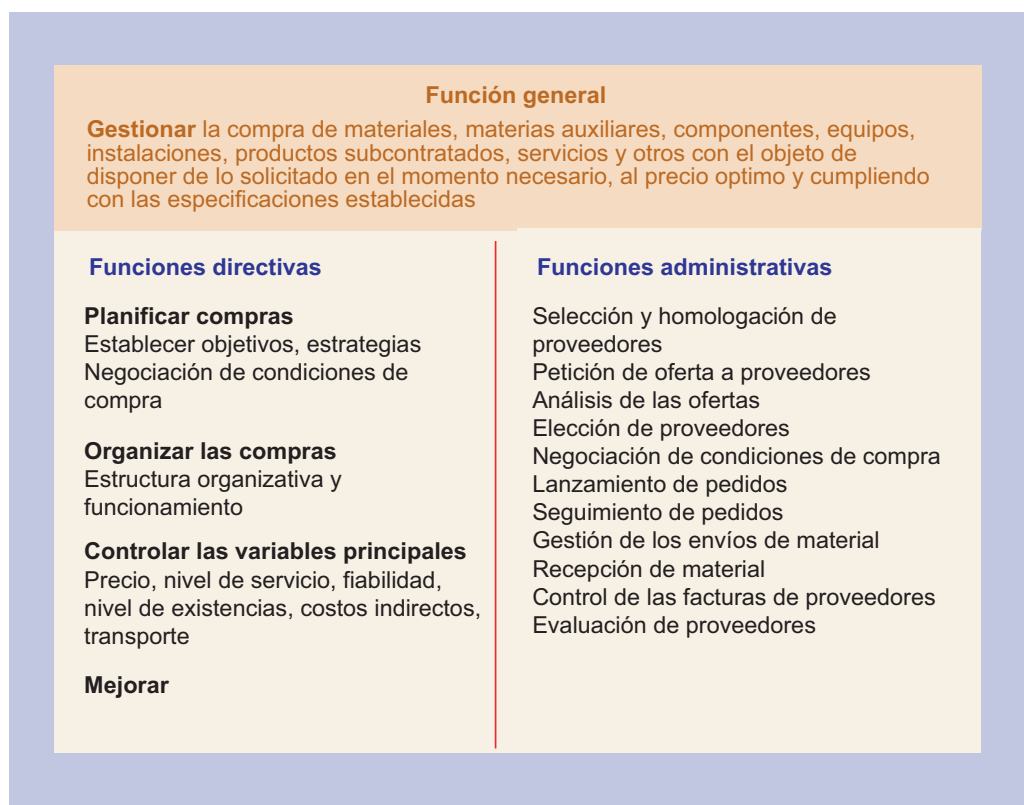 Función general
Gestionar la compra de materiales, materias auxiliares, componentes, equipos,
instalaciones, productos subcontratados, servicios y otros con el objeto de
disponer de lo solicitado en el momento necesario, al precio optimo y cumpliendo
con las especificaciones establecidas
Funciones directivas
Planificar compras
Establecer objetivos, estrategias
Negociación de condiciones de
compra
Organizar las compras
Estructura organizativa y
funcionamiento
Controlar las variables principales
Precio, nivel de servicio, fiabilidad,
nivel de existencias, costos indirectos,
transporte
Mejorar
Funciones administrativas
Selección y homologación de
proveedores
Petición de oferta a proveedores
Análisis de las ofertas
Elección de proveedores
Negociación de condiciones de compra
Lanzamiento de pedidos
Seguimiento de pedidos
Gestión de los envíos de material
Recepción de material
Control de las facturas de proveedores
Evaluación de proveedores